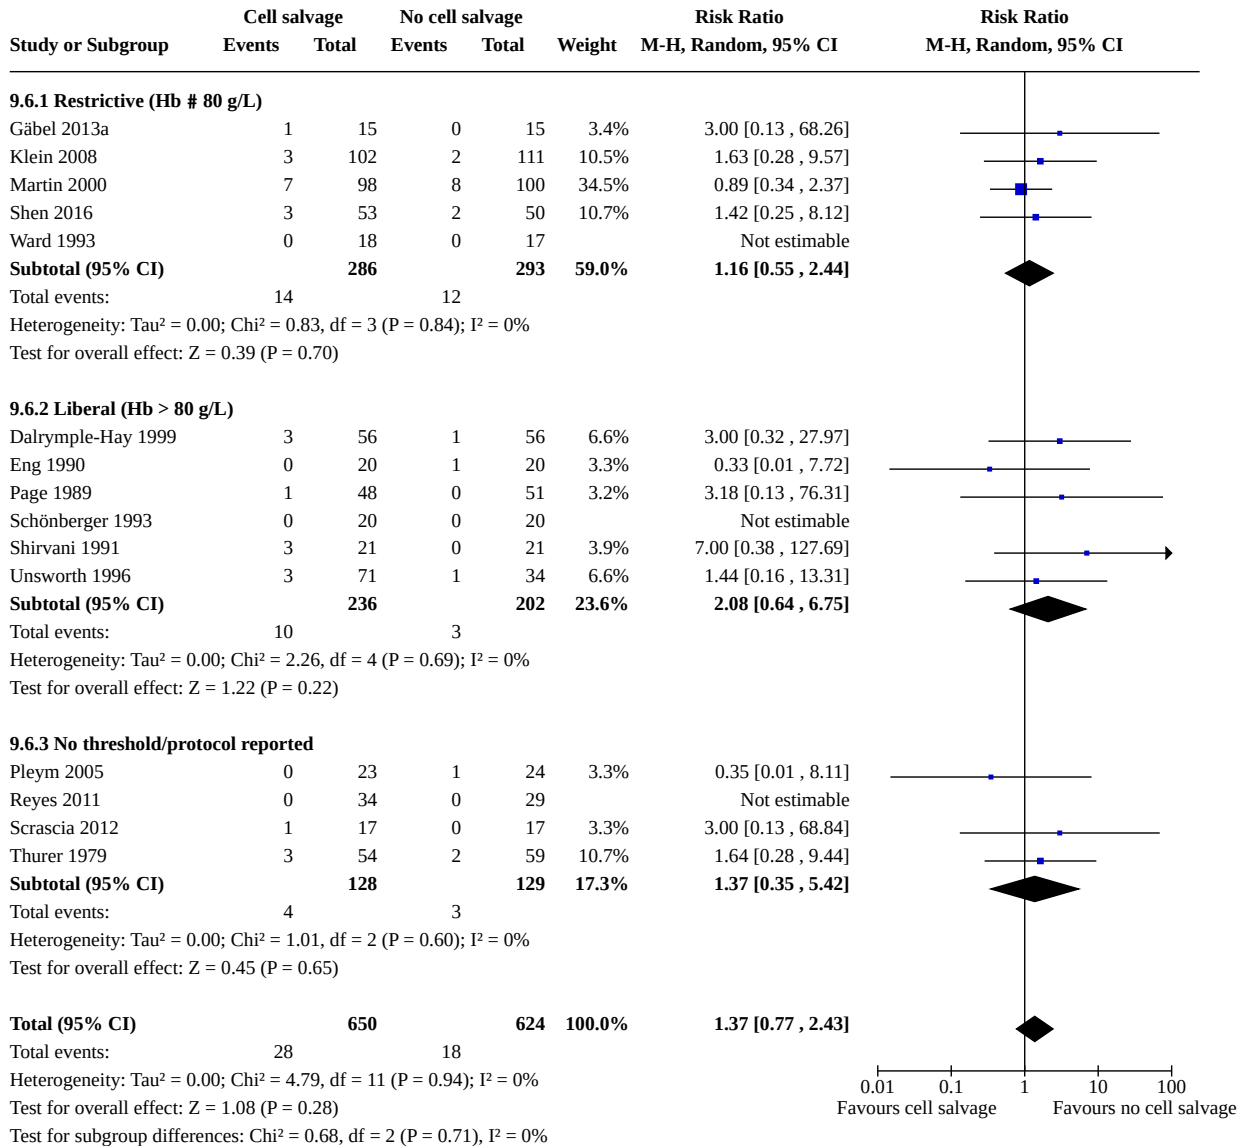 Cell salvage No cell salvage Risk Ratio Risk Ratio
Study or Subgroup Events Total Events Total Weight M-H, Random, 95% CI M-H, Random, 95% CI
9.6.1 Restrictive (Hb # 80 g/L)
Gäbel 2013a 1 15 0 15 3.4% 3.00 [0.13 , 68.26]
Klein 2008 3 102 2 111 10.5% 1.63 [0.28 , 9.57]
Martin 2000 7 98 8 100 34.5% 0.89 [0.34 , 2.37]
Shen 2016 3 53 2 50 10.7% 1.42 [0.25 , 8.12]
Ward 1993 0 18 0 17 Not estimable
Subtotal (95% CI) 286 293 59.0% 1.16 [0.55 , 2.44]
Total events: 14 12
Heterogeneity: Tau² = 0.00; Chi² = 0.83, df = 3 (P = 0.84); I² = 0%
Test for overall effect: Z = 0.39 (P = 0.70)
9.6.2 Liberal (Hb > 80 g/L)
Dalrymple-Hay 1999 3 56 1 56 6.6% 3.00 [0.32 , 27.97]
Eng 1990 0 20 1 20 3.3% 0.33 [0.01 , 7.72]
Page 1989 1 48 0 51 3.2% 3.18 [0.13 , 76.31]
Schönberger 1993 0 20 0 20 Not estimable
Shirvani 1991 3 21 0 21 3.9% 7.00 [0.38 , 127.69]
Unsworth 1996 3 71 1 34 6.6% 1.44 [0.16 , 13.31]
Subtotal (95% CI) 236 202 23.6% 2.08 [0.64 , 6.75]
Total events: 10 3
Heterogeneity: Tau² = 0.00; Chi² = 2.26, df = 4 (P = 0.69); I² = 0%
Test for overall effect: Z = 1.22 (P = 0.22)
9.6.3 No threshold/protocol reported
Pleym 2005 0 23 1 24 3.3% 0.35 [0.01 , 8.11]
Reyes 2011 0 34 0 29 Not estimable
Scrascia 2012 1 17 0 17 3.3% 3.00 [0.13 , 68.84]
Thurer 1979 3 54 2 59 10.7% 1.64 [0.28 , 9.44]
Subtotal (95% CI) 128 129 17.3% 1.37 [0.35 , 5.42]
Total events: 4 3
Heterogeneity: Tau² = 0.00; Chi² = 1.01, df = 2 (P = 0.60); I² = 0%
Test for overall effect: Z = 0.45 (P = 0.65)
Total (95% CI) 650 624 100.0% 1.37 [0.77 , 2.43]
Total events: 28 18
Heterogeneity: Tau² = 0.00; Chi² = 4.79, df = 11 (P = 0.94); I² = 0%
Test for overall effect: Z = 1.08 (P = 0.28)
Test for subgroup differences: Chi² = 0.68, df = 2 (P = 0.71), I² = 0%
0.01 0.1 1 10 100
Favours cell salvage Favours no cell salvage